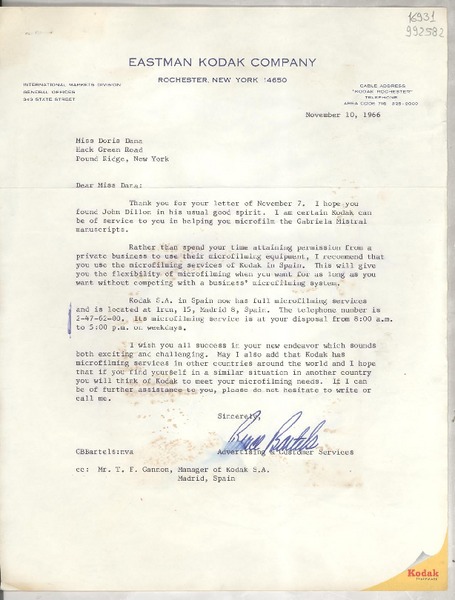 16931
992582
EASTMAN KODAK COMPANY
ROCHESTER, NEW YORK 14650
INTERNATIONAL MARKETS DIVISION
GENERAL OFFICES
343 STATE STREET
CABLE ADDRESS
"KODAK ROCHESTER"
TELEPHONE
AREA CODE 716 325-2000
November 10, 1966
Miss Doris Dana
Hack Green Road
Pound Ridge, New York
Dear Miss Dana:
Thank you for your letter of November 7. I hope you
found John Dillon in his usual good spirit. I am certain Kodak can
be of service to you in helping you microfilm the Gabriela Mistral
manuscripts.
Rather than spend your time attaining permission from a
private business to use their microfilming equipment, I recommend that
you use the microfilming services of Kodak in Spain. This will give
you the flexibility of microfilming when you want for as long as you
want without competing with a business' microfilming system.
Kodak S.A. in Spain now has full microfilming services
and is located at Irun, 15, Madrid 8, Spain. The telephone number is
2-47-62-00. Its microfilming service is at your disposal from 8:00 a.m.
to 5:00 p.m. on weekdays.
I wish you all success in your new endeavor which sounds
both exciting and challenging. May I also add that Kodak has
microfilming services in other countries around the world and I hope
that if you find yourself in a similar situation in another country
you will think of Kodak to meet your microfilming needs. If I can
be of further assistance to you, please do not hesitate to write or
call me.
Sincerely,
Bartels
CBBartels:nva Advertising & Customer Services
cc: Mr. T. F. Gannon, Manager of Kodak S.A.
Madrid, Spain
Kodak